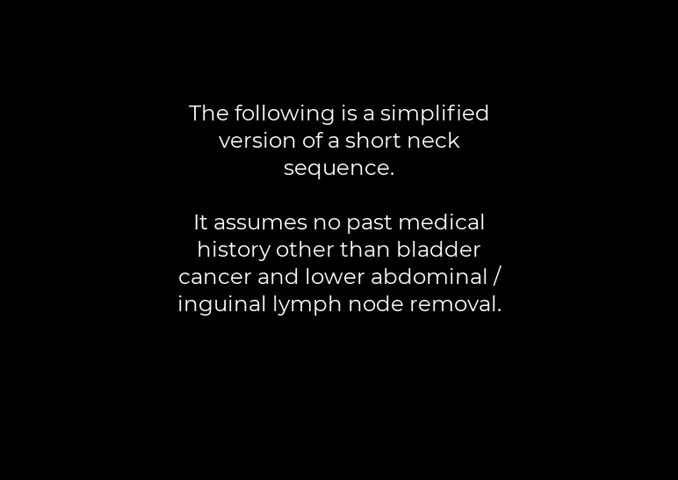 The following is a simplified
version of a short neck
sequence.
It assumes no past medical
history other than bladder
cancer and lower abdominal /
inguinal lymph node removal.